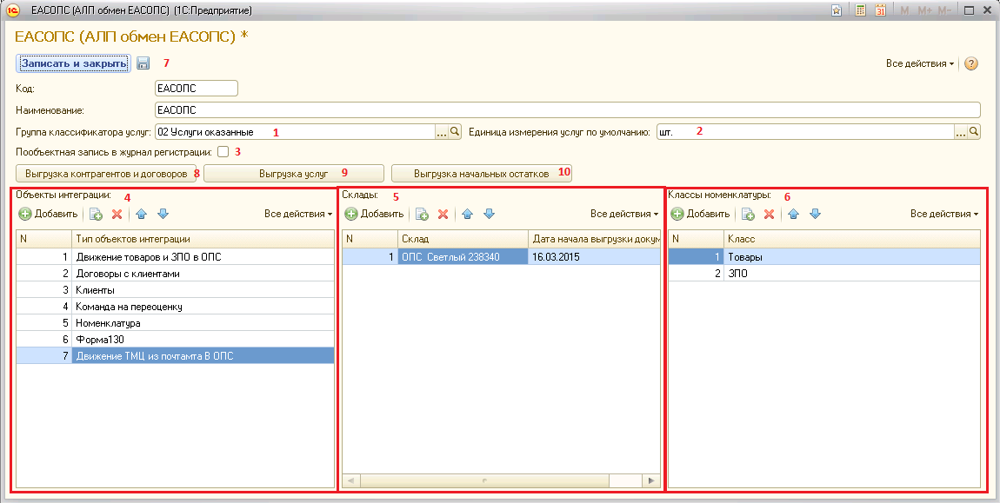 ЕАСОПС (АЛП обмен ЕАСОПС) (1С:Предприятие)
31 M M+ M-
ЕАСОПС (АЛП обмен ЕАСОПС) *
Записать и закрыть 7 Все действия ?
Код: ЕАСОПС
Наименование: ЕАСОПС
Группа классификатора услуг: 02 Услуги оказанные 1 ... Единица измерения услуг по умолчанию: шт. 2 ...
Пообъектная запись в журнал регистрации: 3
Выгрузка контрагентов и договоров 8 Выгрузка услуг 9 Выгрузка начальных остатков 10
Объекты интеграции: 4
Добавить Все действия
N Тип объектов интеграции
1 Движение товаров и ЗПО в ОПС
2 Договоры с клиентами
3 Клиенты
4 Команда на переоценку
5 Номенклатура
6 Форма130
7 Движение ТМЦ из почтамта В ОПС
Склады: 5
Добавить Все действия
N Склад Дата начала выгрузки докум
1 ОПС Светлый 238340 16.03.2015
Классы номенклатуры: 6
Добавить Все действия
N Класс
1 Товары
2 ЗПО